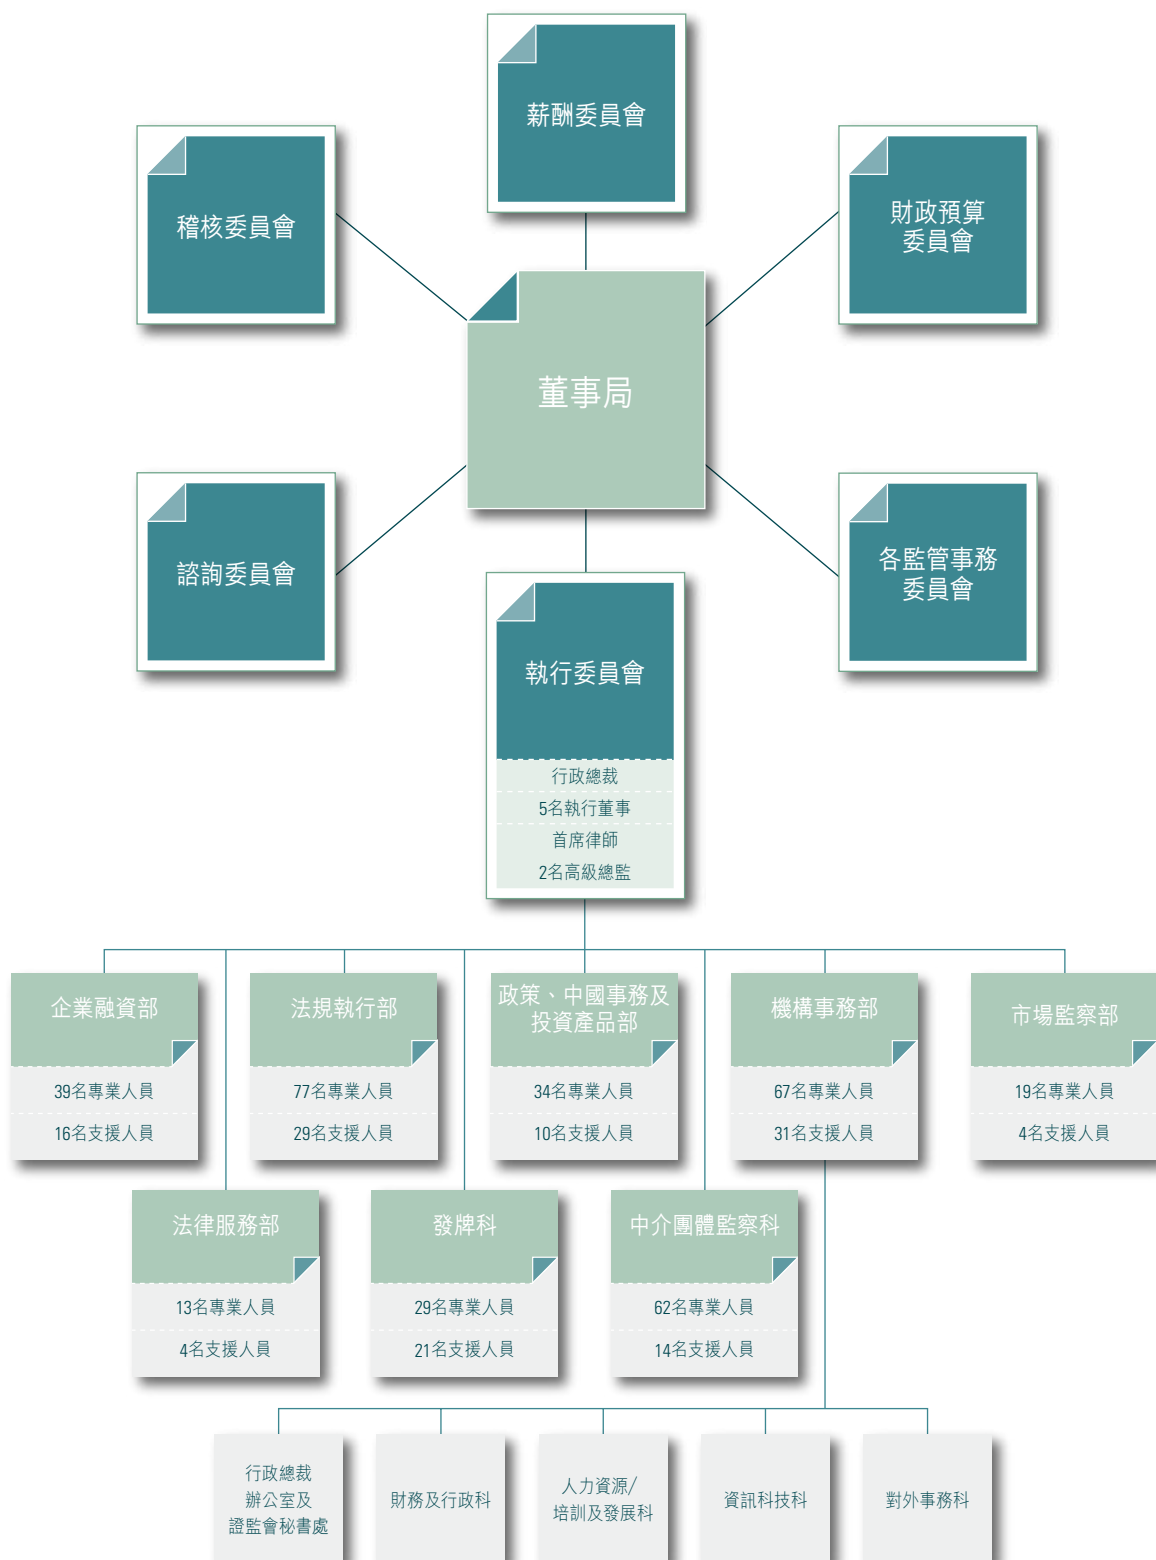 薪酬委員會
稽核委員會
財政預算
委員會
董事局
諮詢委員會
各監管事務
委員會
執行委員會
行政總裁
5名執行董事
首席律師
2名高級總監
企業融資部
39名專業人員
16名支援人員
法規執行部
77名專業人員
29名支援人員
政策、中國事務及
投資產品部
34名專業人員
10名支援人員
機構事務部
67名專業人員
31名支援人員
市場監察部
19名專業人員
4名支援人員
法律服務部
13名專業人員
4名支援人員
發牌科
29名專業人員
21名支援人員
中介團體監察科
62名專業人員
14名支援人員
行政總裁
辦公室及
證監會秘書處
財務及行政科
人力資源/
培訓及發展科
資訊科技科
對外事務科